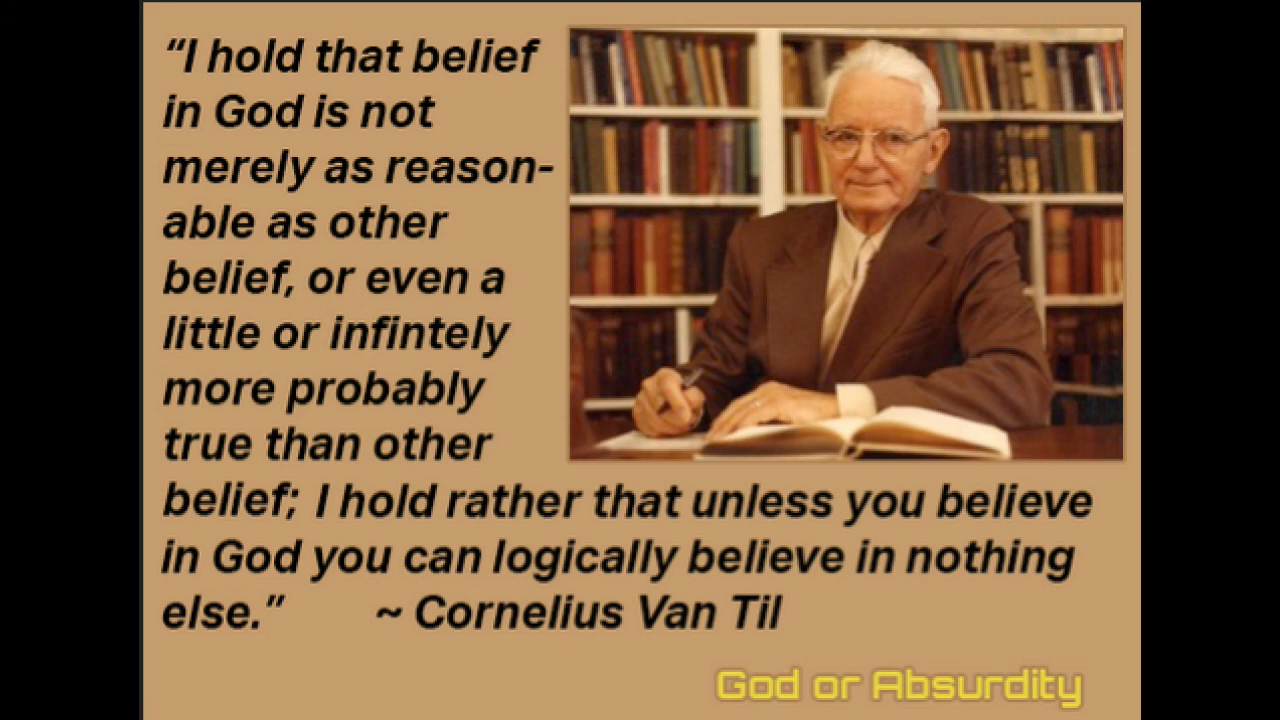 “I hold that belief
in God is not
merely as reason-
able as other
belief, or even a
little or infintely
more probably
true than other
belief; I hold rather that unless you believe
in God you can logically believe in nothing
else.” ~ Cornelius Van Til
God or Absurdity